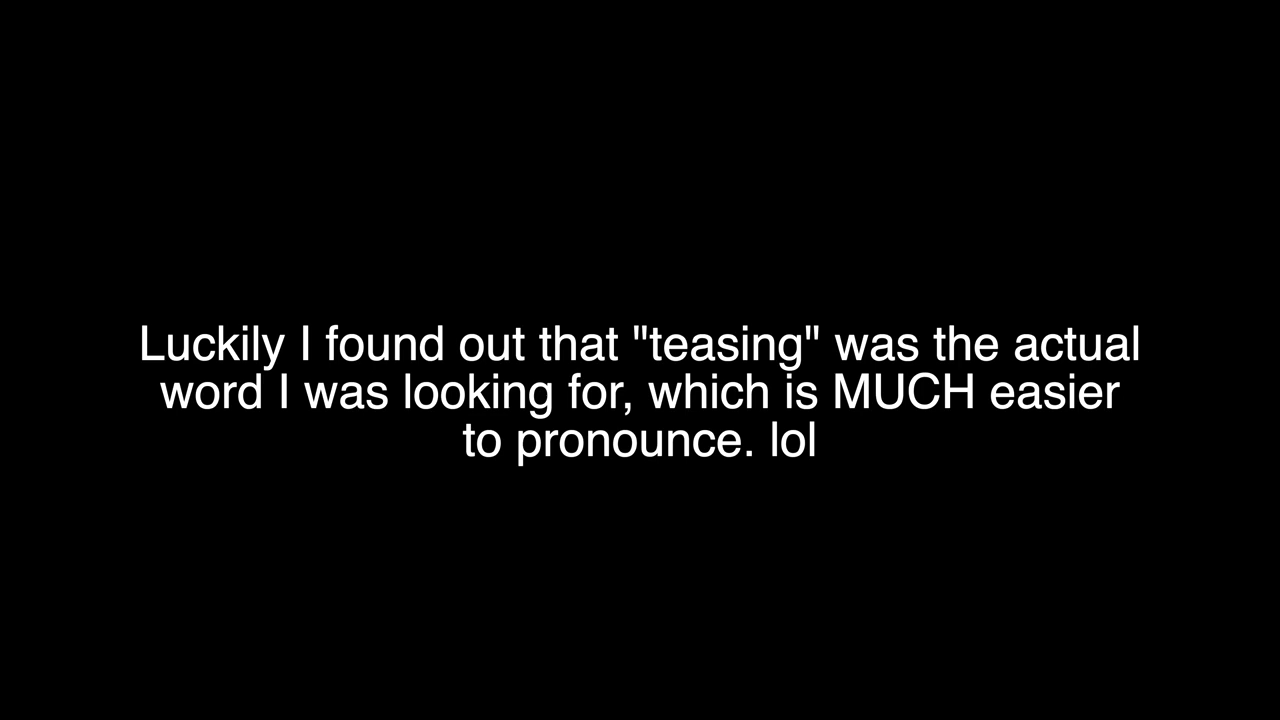 Luckily I found out that "teasing" was the actual
word I was looking for, which is MUCH easier
to pronounce. lol